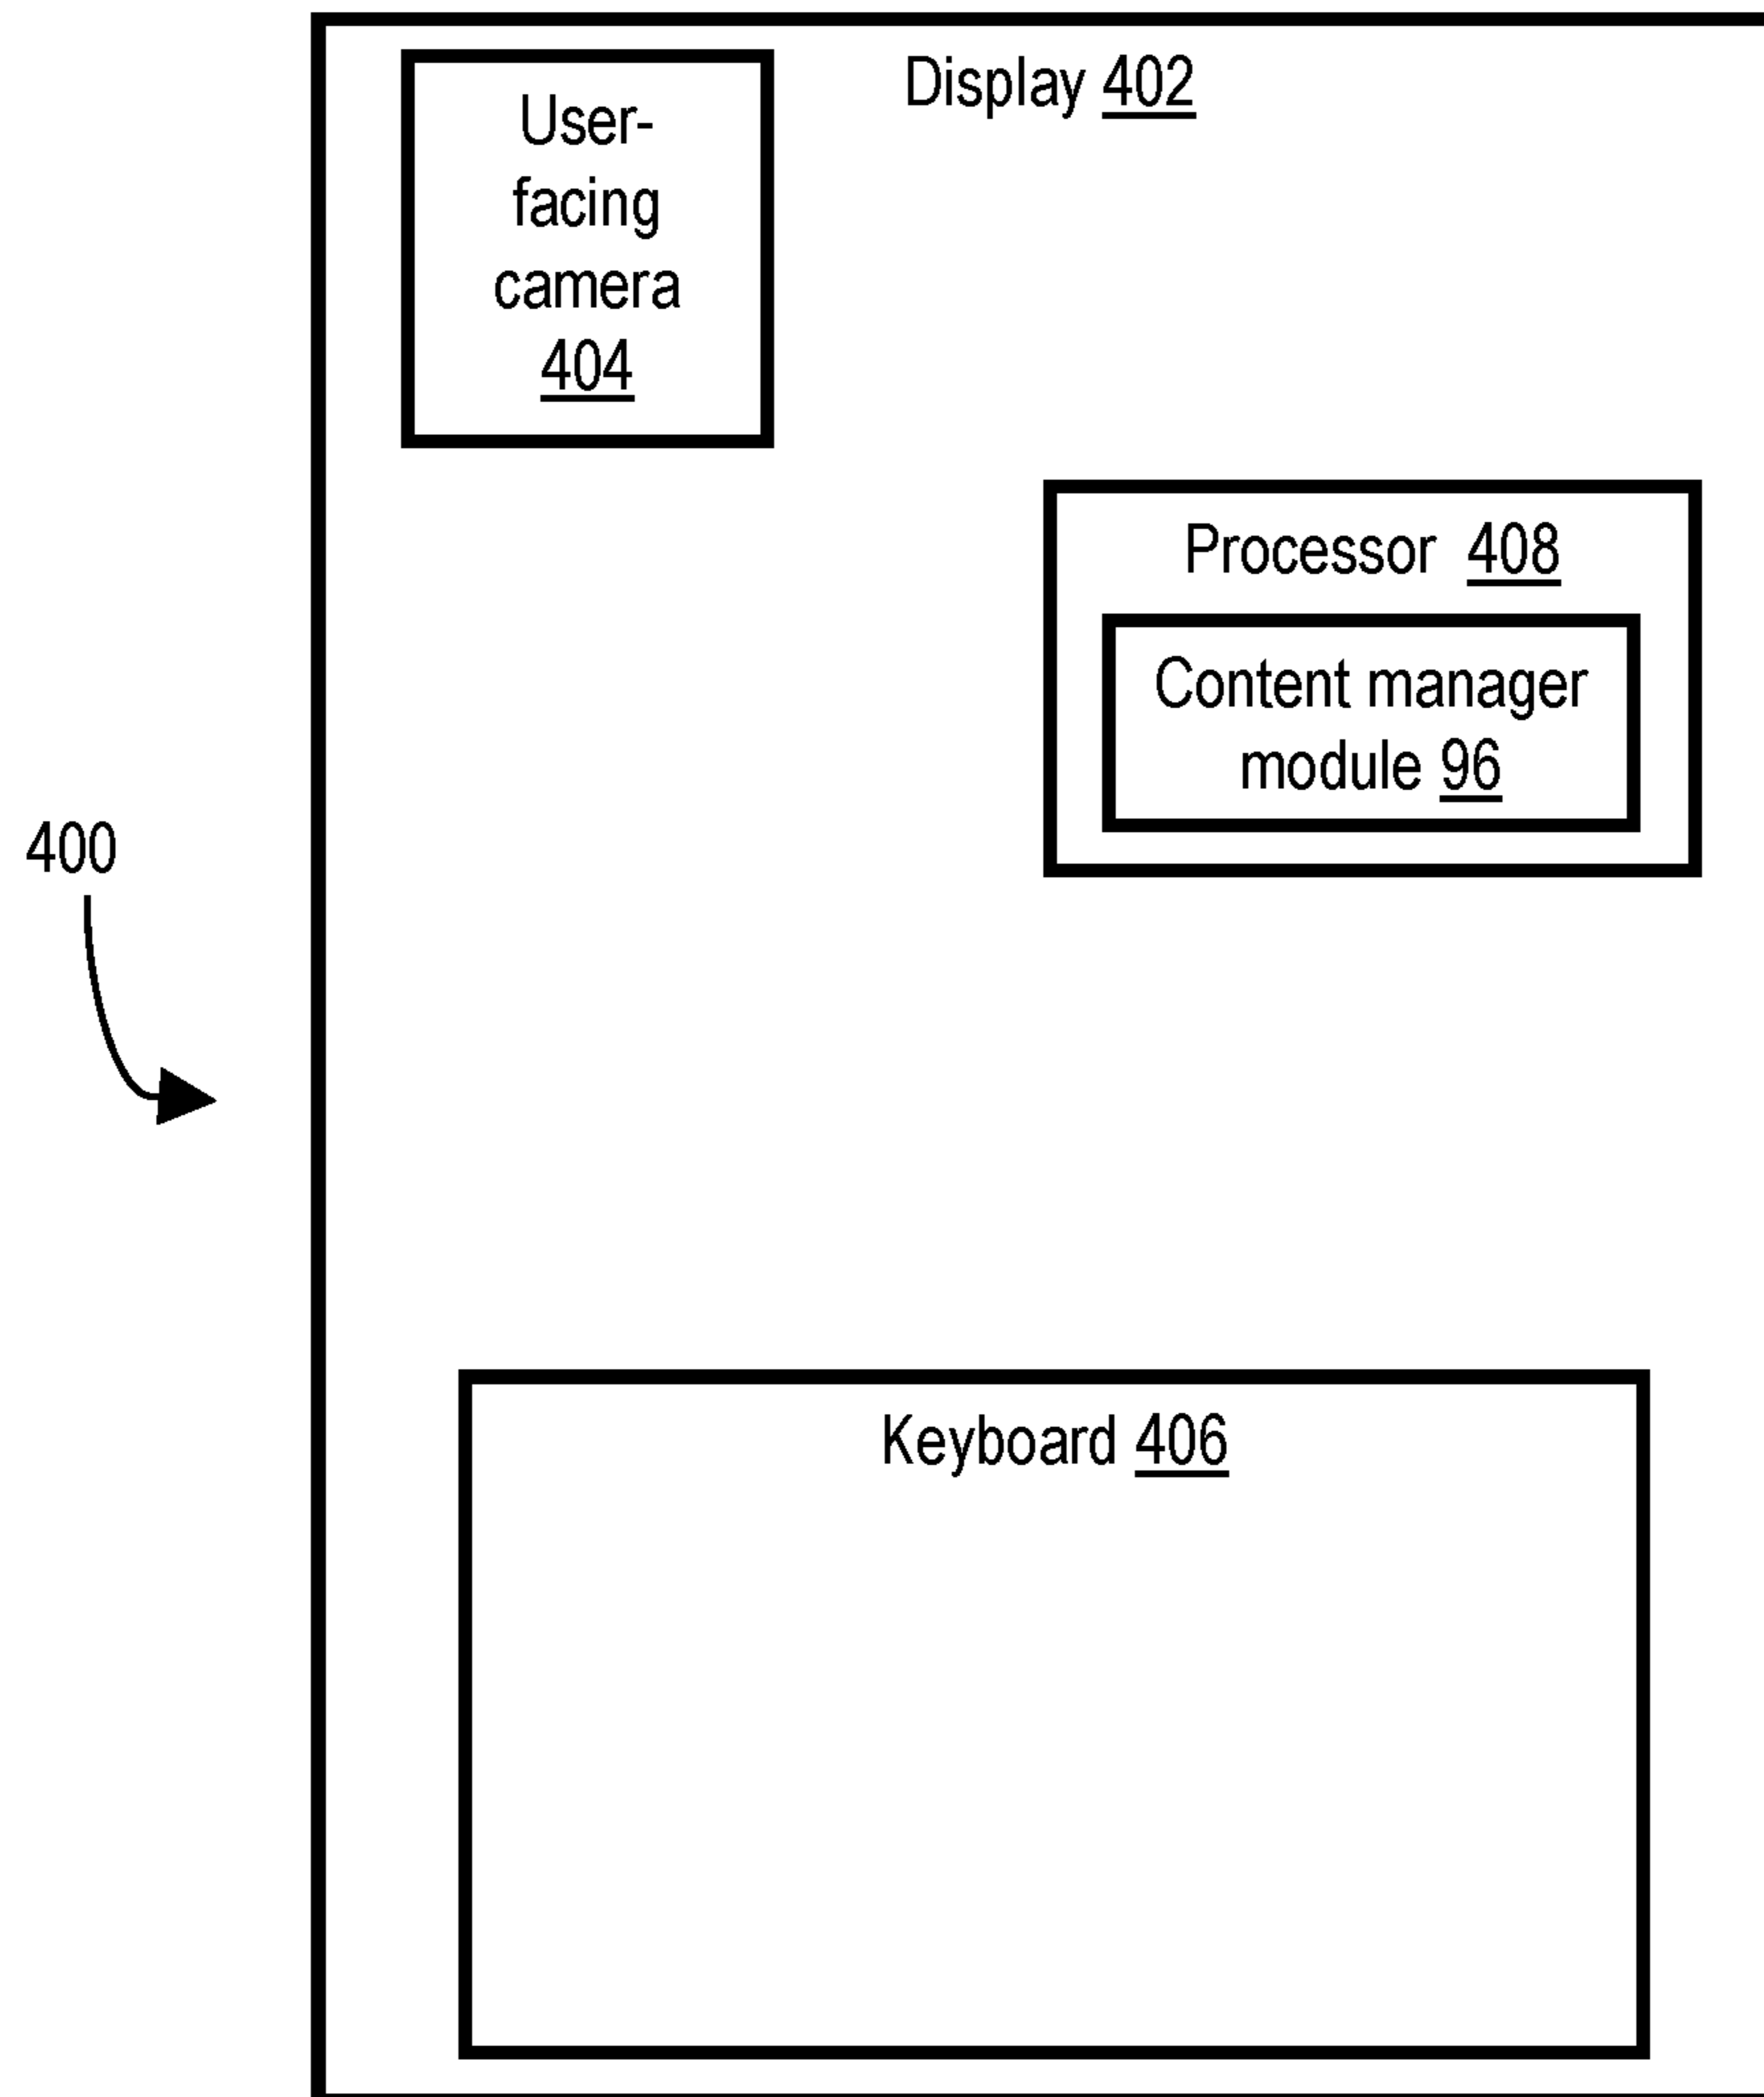 Display 402
User-
facing
camera
404
Processor 408
Content manager
module 96
400
Keyboard 406